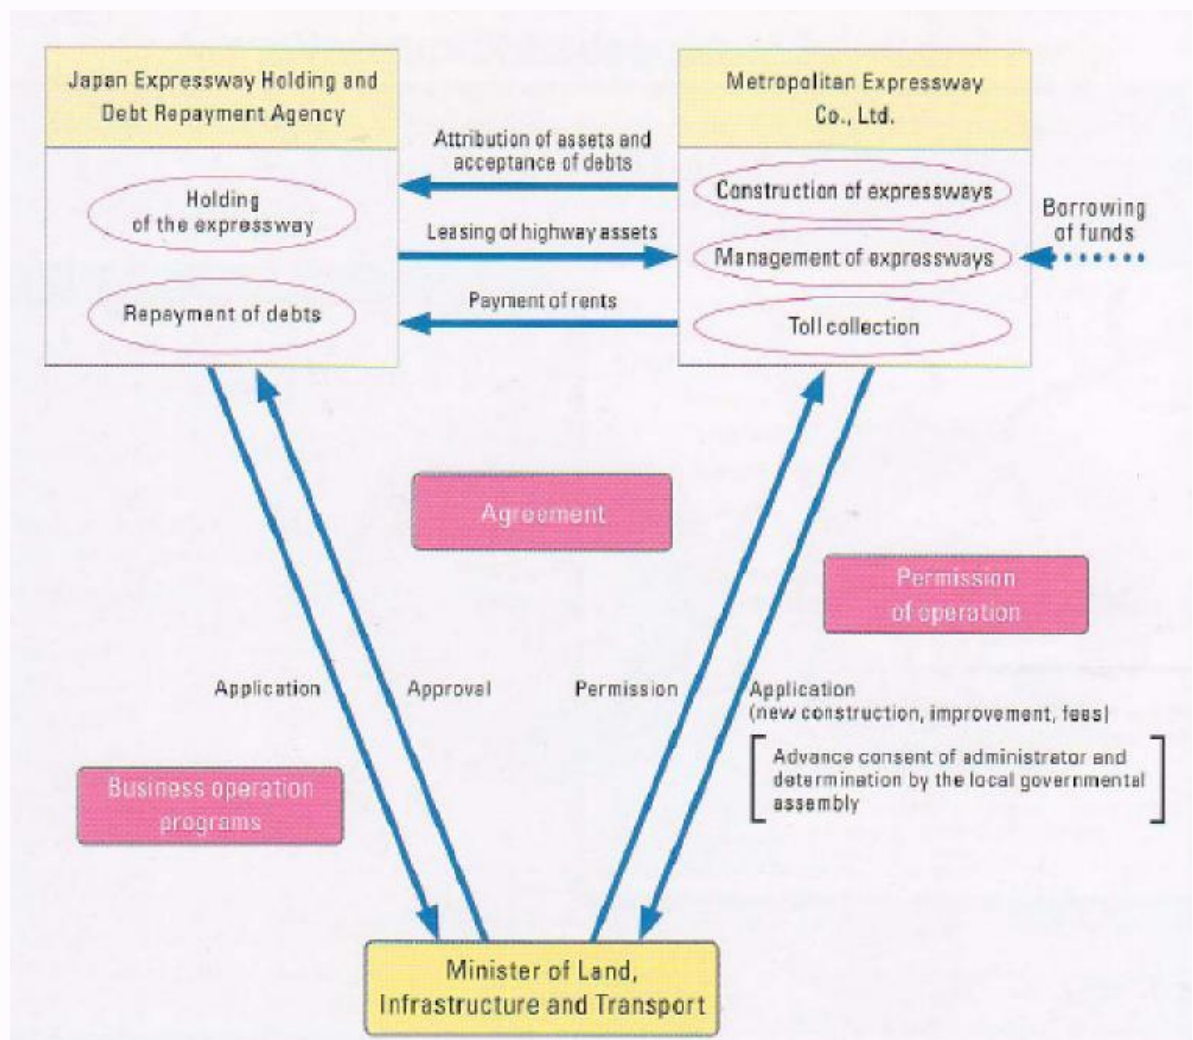 Japan Expressway Holding and
Debt Repayment Agency
Metropolitan Expressway
Co., Ltd.
Attribution of assets and
acceptance of debts
Holding
of the expressway
Construction of expressways
Borrowing
of funds
Leasing of highway assets
Management of expressways
Repayment of debts
Payment of rents
Toll collection
Agreement
Permission
of operation
Application
Approval
Permission
Application
(new construction, improvement, fees)
Advance consent of administrator and
determination by the local governmental
assembly
Business operation
programs
Minister of Land,
Infrastructure and Transport